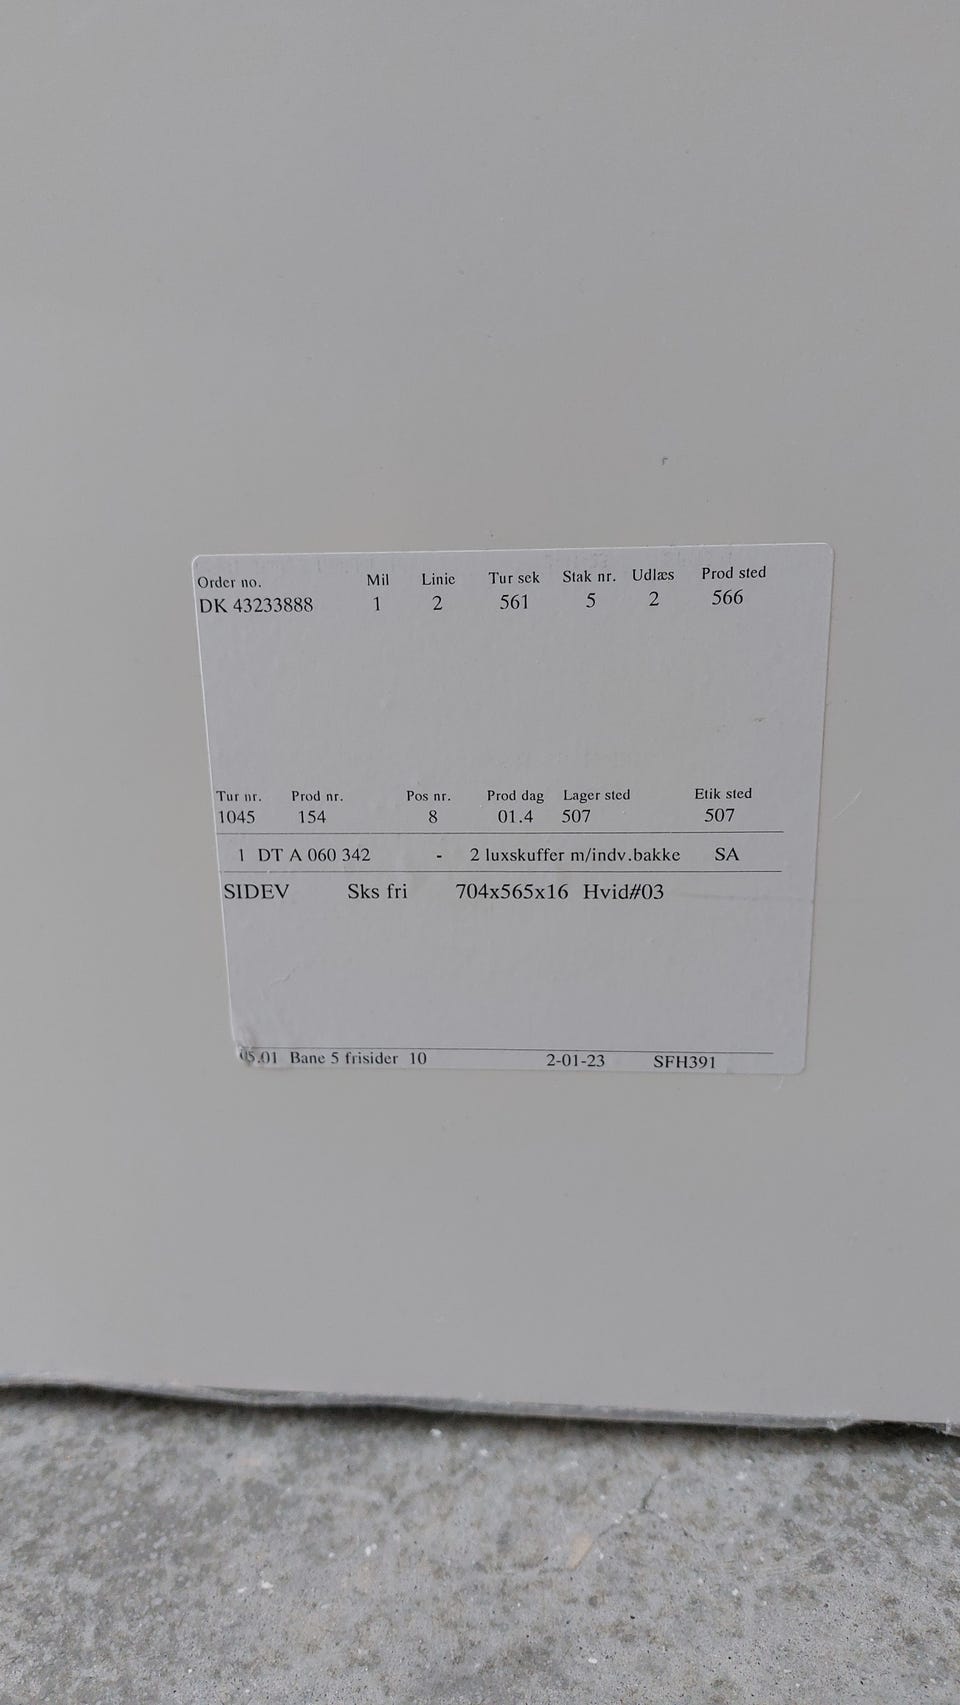 Order no. Mil Linie Tur sek Stak nr. Udlæs Prod sted
DK 43233888 1 2 561 5 2 566
Tur nr. Prod nr. Pos nr. Prod dag Lager sted Etik sted
1045 154 8 01.4 507 507
1 DT A 060 342 - 2 luxskuffer m/indv.bakke SA
SIDEV Sks fri 704x565x16 Hvid#03
05.01 Bane 5 frisider 10 2-01-23 SFH391